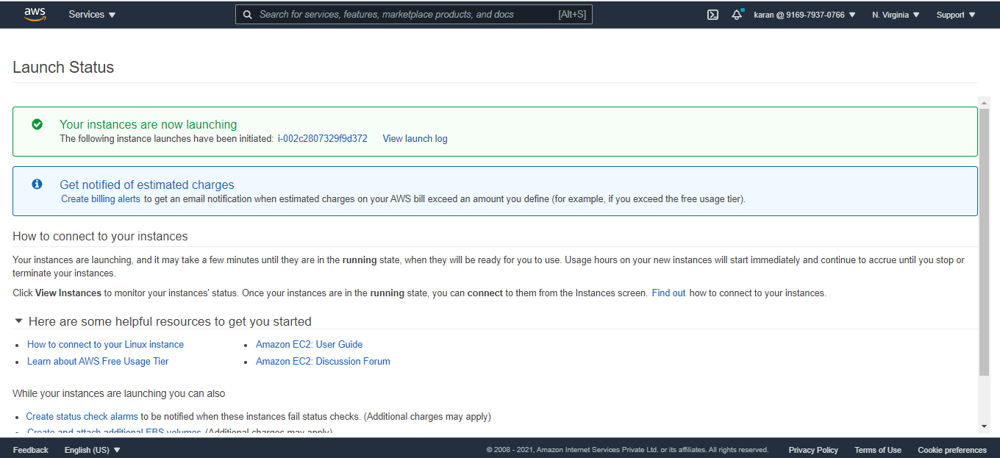 aws Services Search for services, features, marketplace products, and docs [Alt+S] karan @ 9169-7937-0766 N. Virginia Support
Launch Status
Your instances are now launching
The following instance launches have been initiated: i-002c2807329f9d372 View launch log
Get notified of estimated charges
Create billing alerts to get an email notification when estimated charges on your AWS bill exceed an amount you define (for example, if you exceed the free usage tier).
How to connect to your instances
Your instances are launching, and it may take a few minutes until they are in the running state, when they will be ready for you to use. Usage hours on your new instances will start immediately and continue to accrue until you stop or
terminate your instances.
Click View Instances to monitor your instances' status. Once your instances are in the running state, you can connect to them from the Instances screen. Find out how to connect to your instances.
Here are some helpful resources to get you started
• How to connect to your Linux instance • Amazon EC2: User Guide
• Learn about AWS Free Usage Tier • Amazon EC2: Discussion Forum
While your instances are launching you can also
• Create status check alarms to be notified when these instances fail status checks. (Additional charges may apply)
• Create and attach additional EBS volumes (Additional charges may apply)
Feedback English (US) © 2008 - 2021, Amazon Internet Services Private Ltd. or its affiliates. All rights reserved. Privacy Policy Terms of Use Cookie preferences